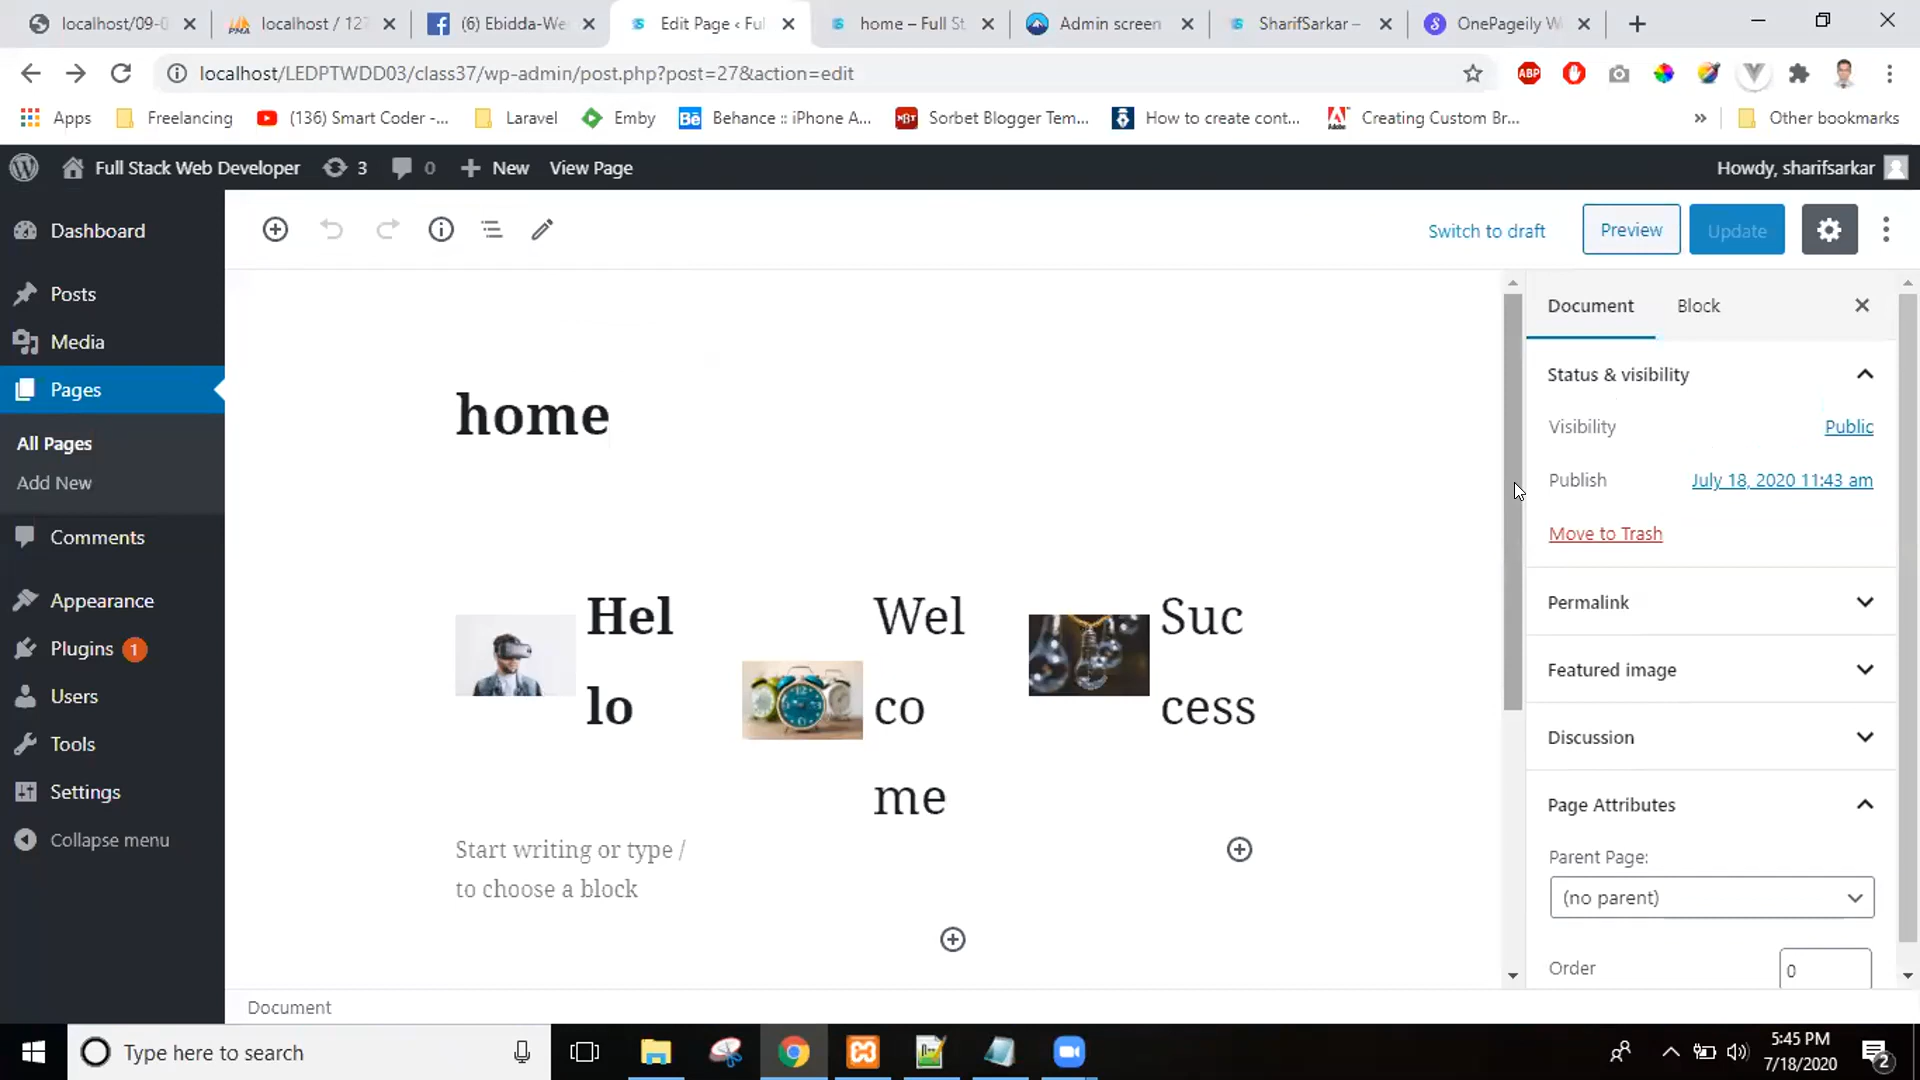 localhost/09-0
localhost / 127
(6) Ebidda-We
Edit Page ‹ Ful
home – Full St
Admin screen
SharifSarkar –
OnePageily W
localhost/LEDPTWDD03/class37/wp-admin/post.php?post=27&action=edit
ABP
Apps
Freelancing
(136) Smart Coder -...
Laravel
Emby
Bē
Behance :: iPhone A...
MBT
Sorbet Blogger Tem...
How to create cont...
Creating Custom Br...
»
Other bookmarks
Full Stack Web Developer
3
0
New
View Page
Howdy, sharifsarkar
Dashboard
Posts
Media
Pages
All Pages
Add New
Comments
Appearance
Plugins 1
Users
Tools
Settings
Collapse menu
Switch to draft
Preview
Update
home
Hel
lo
Wel
co
me
Suc
cess
Start writing or type /
to choose a block
Document
Block
Status & visibility
Visibility
Public
Publish
July 18, 2020 11:43 am
Move to Trash
Permalink
Featured image
Discussion
Page Attributes
Parent Page:
(no parent)
Order
0
Document
Type here to search
5:45 PM
7/18/2020
2